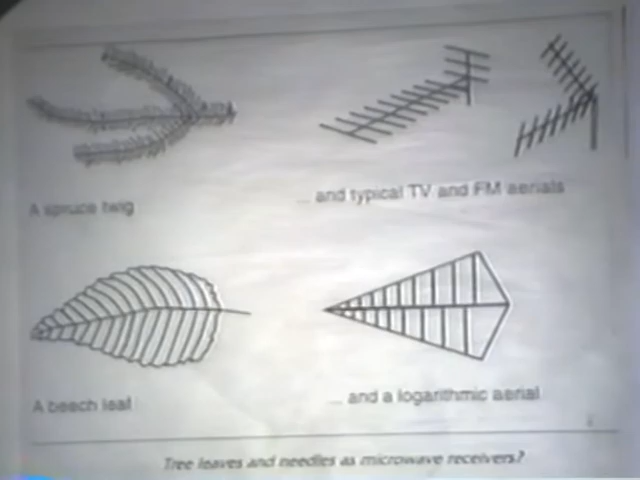 A spruce twig
... and typical TV and FM aerials
A beech leaf
... and a logarithmic aerial
Tree leaves and needles as microwave receivers?